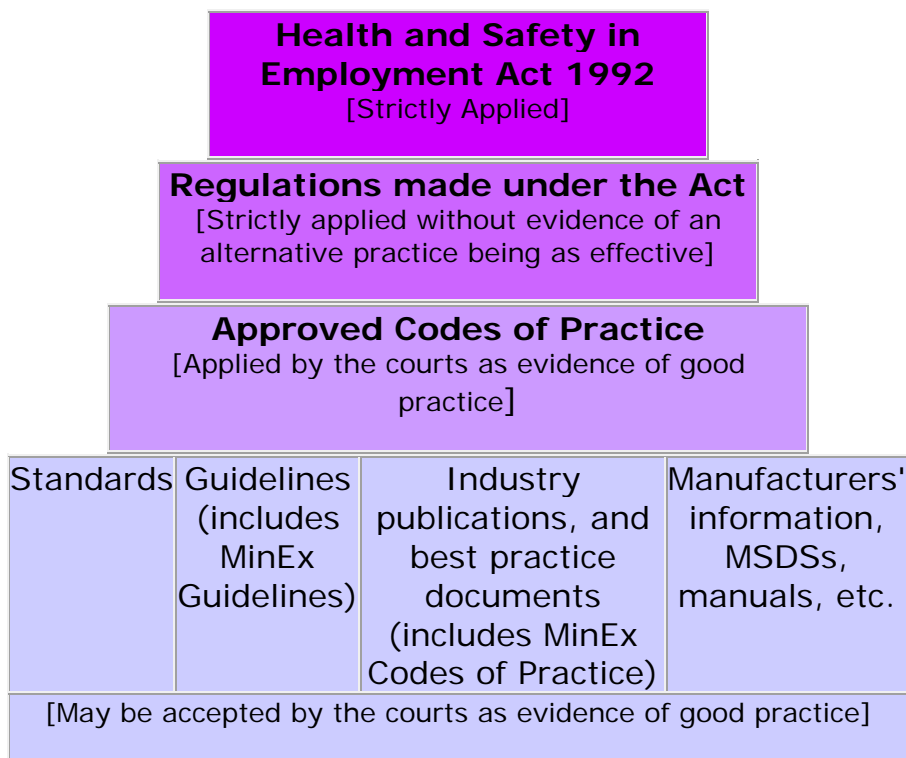 Health and Safety in
Employment Act 1992
[Strictly Applied]
Regulations made under the Act
[Strictly applied without evidence of an
alternative practice being as effective]
Approved Codes of Practice
[Applied by the courts as evidence of good
practice]
Standards
Guidelines
(includes
MinEx
Guidelines)
Industry
publications, and
best practice
documents
(includes MinEx
Codes of Practice)
Manufacturers'
information,
MSDSs,
manuals, etc.
[May be accepted by the courts as evidence of good practice]